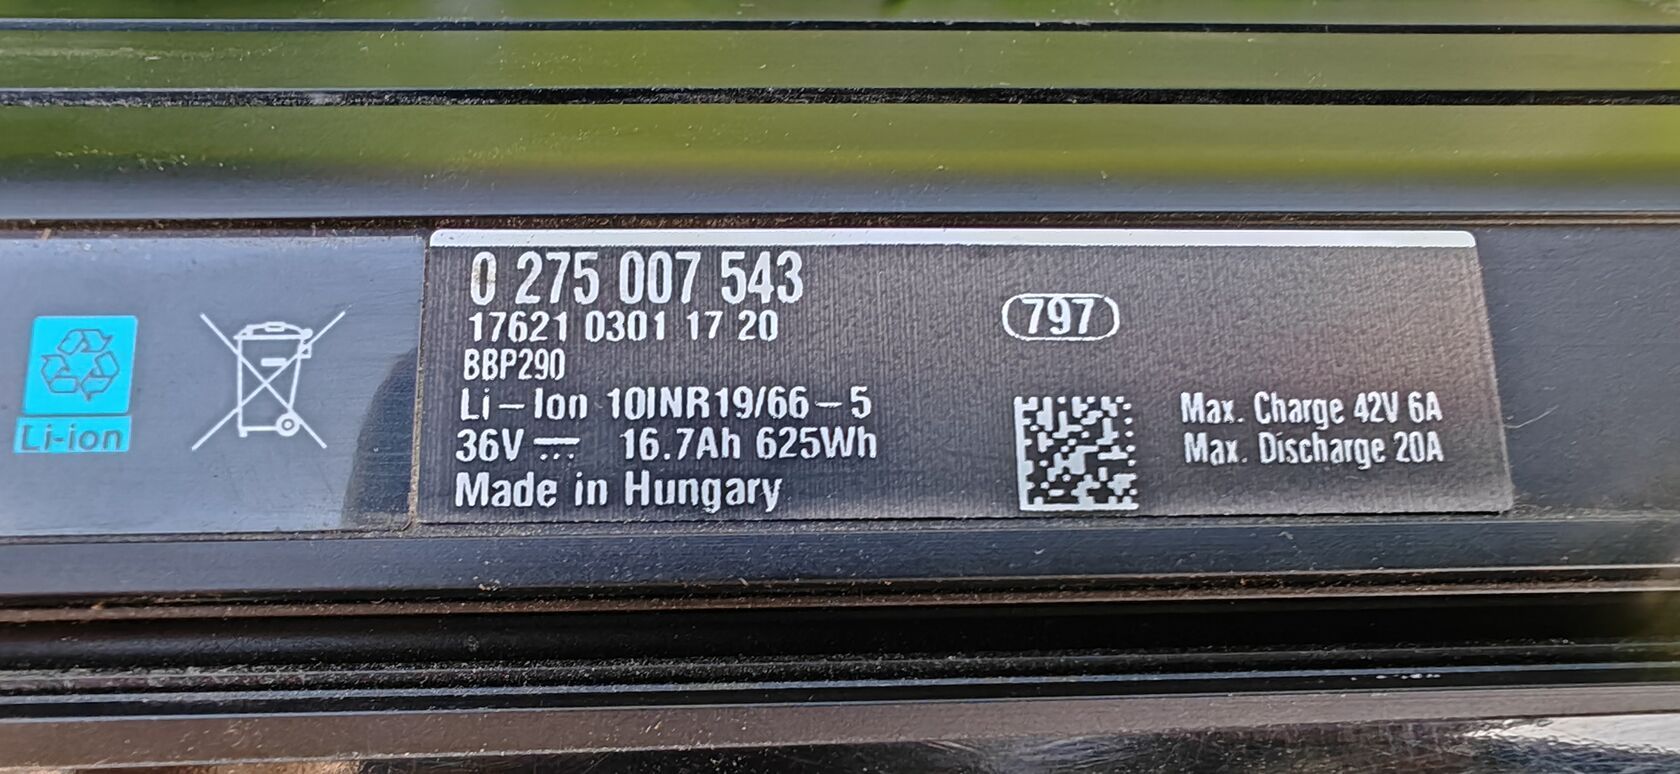 Li-ion
0 275 007 543
17621 0301 17 20
BBP290
Li-Ion 10INR19/66-5
36V 16.7Ah 625Wh
Made in Hungary
797
Max. Charge 42V 6A
Max. Discharge 20A